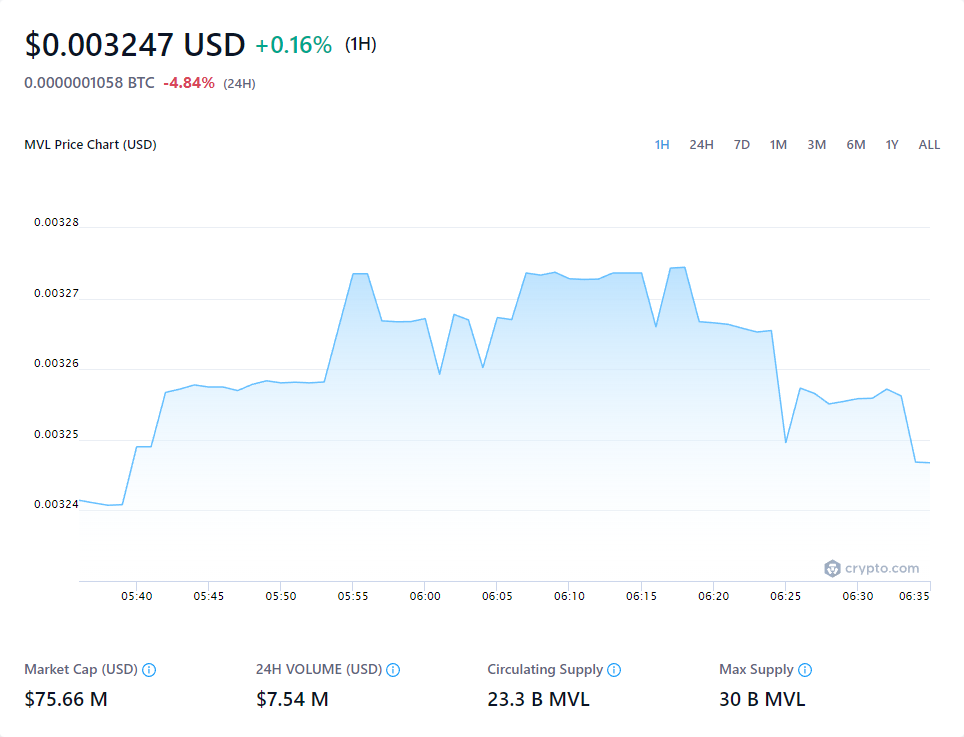 $0.003247 USD +0.16% (1H)
0.0000001058 BTC -4.84% (24H)
MVL Price Chart (USD) 1H 24H 7D 1M 3M 6M 1Y ALL
0.00328
0.00327
0.00326
0.00325
0.00324
crypto.com
05:40 05:45 05:50 05:55 06:00 06:05 06:10 06:15 06:20 06:25 06:30 06:35
Market Cap (USD) 24H VOLUME (USD) Circulating Supply Max Supply
$75.66 M $7.54 M 23.3 B MVL 30 B MVL